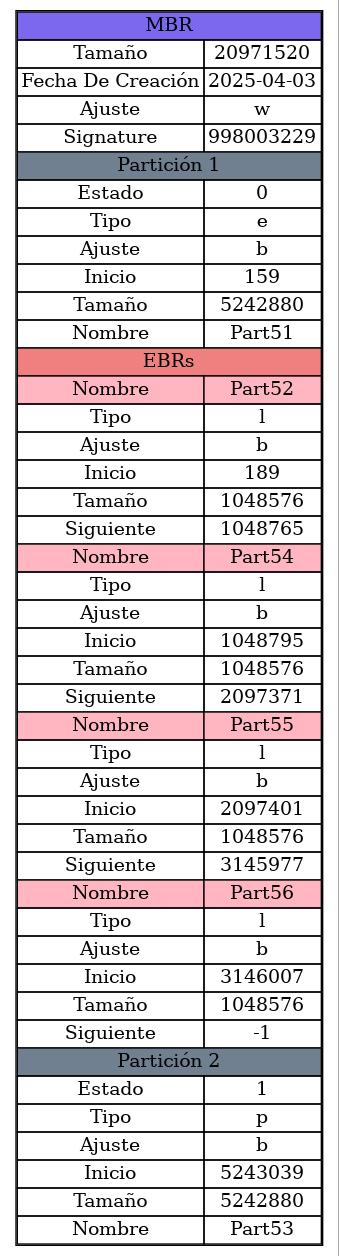 MBR
Tamaño 20971520
Fecha De Creación 2025-04-03
Ajuste w
Signature 998003229
Partición 1
Estado 0
Tipo e
Ajuste b
Inicio 159
Tamaño 5242880
Nombre Part51
EBRs
Nombre Part52
Tipo l
Ajuste b
Inicio 189
Tamaño 1048576
Siguiente 1048765
Nombre Part54
Tipo l
Ajuste b
Inicio 1048795
Tamaño 1048576
Siguiente 2097371
Nombre Part55
Tipo l
Ajuste b
Inicio 2097401
Tamaño 1048576
Siguiente 3145977
Nombre Part56
Tipo l
Ajuste b
Inicio 3146007
Tamaño 1048576
Siguiente -1
Partición 2
Estado 1
Tipo p
Ajuste b
Inicio 5243039
Tamaño 5242880
Nombre Part53